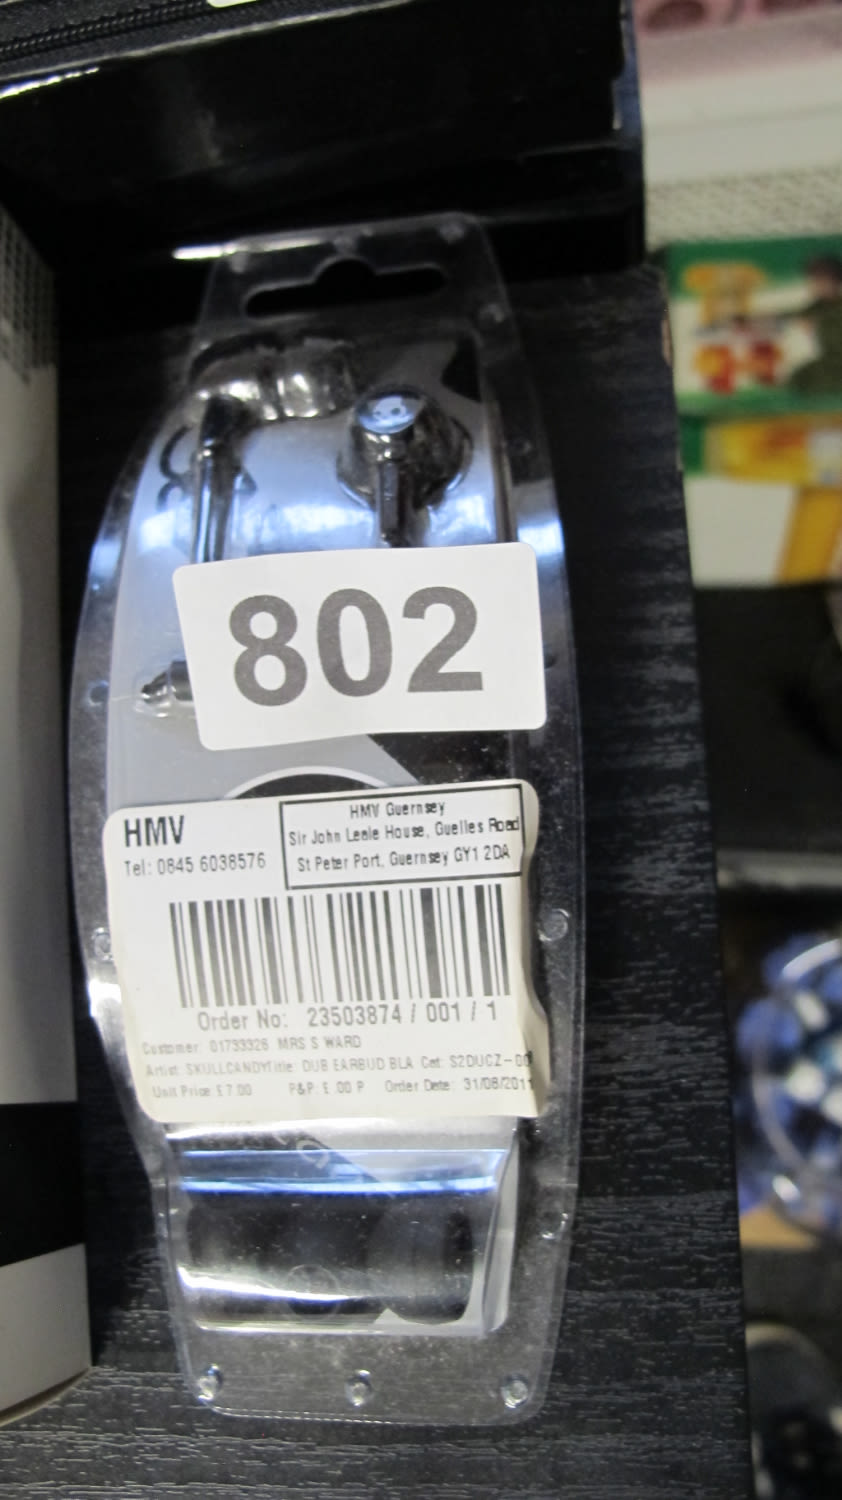 802
HMV
Tel: 0845 6038576
HMV Guernsey
Sir John Leale House, Guelles Road
St Peter Port, Guernsey GY1 2DA
Order No: 23503874 / 001 / 1
Customer: 01733326 MRS S WARD
Artist: SKULLCANDYTitle: DUB EARBUD BLA Cat: S2DUCZ-00
Unit Price: £7.00 P&P: £.00 P Order Date: 31/08/2011